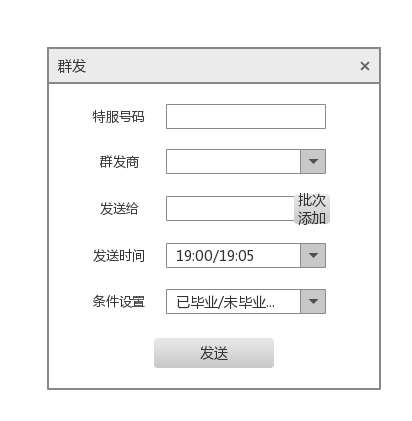 群发
特服号码
群发商
发送给
批次
添加
发送时间 19:00/19:05
条件设置 已毕业/未毕业...
发送